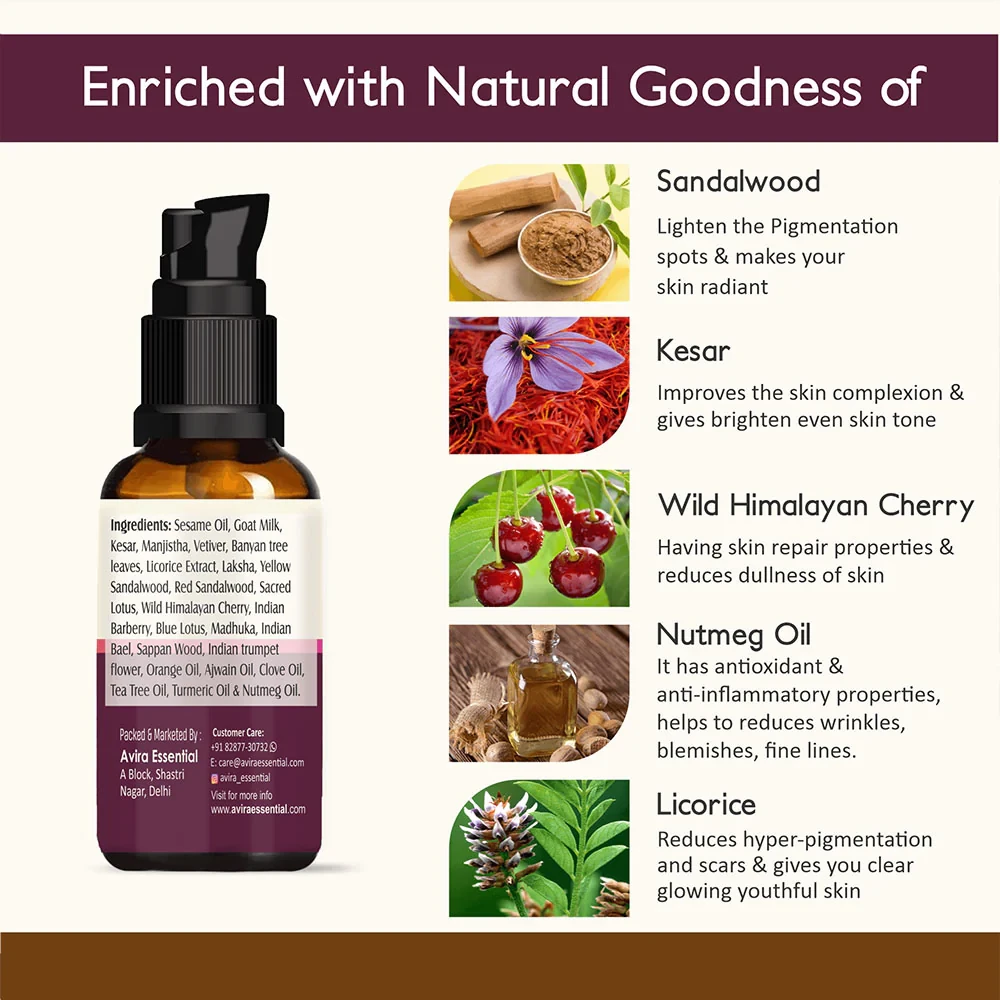 Enriched with Natural Goodness of
Sandalwood
Lighten the Pigmentation
spots & makes your
skin radiant
Kesar
Improves the skin complexion &
gives brighten even skin tone
Wild Himalayan Cherry
Having skin repair properties &
reduces dullness of skin
Nutmeg Oil
It has antioxidant &
anti-inflammatory properties,
helps to reduces wrinkles,
blemishes, fine lines.
Licorice
Reduces hyper-pigmentation
and scars & gives you clear
glowing youthful skin
Ingredients: Sesame Oil, Goat Milk,
Kesar, Manjistha, Vetiver, Banyan tree
leaves, Licorice Extract, Laksha, Yellow
Sandalwood, Red Sandalwood, Sacred
Lotus, Wild Himalayan Cherry, Indian
Barberry, Blue Lotus, Madhuka, Indian
Bael, Sappan Wood, Indian trumpet
flower, Orange Oil, Ajwain Oil, Clove Oil,
Tea Tree Oil, Turmeric Oil & Nutmeg Oil.
Packed & Marketed By :
Avira Essential
A Block, Shastri
Nagar, Delhi
Customer Care:
+91 82877-30732
E: care@aviraessential.com
avira_essential
Visit for more info
www.aviraessential.com